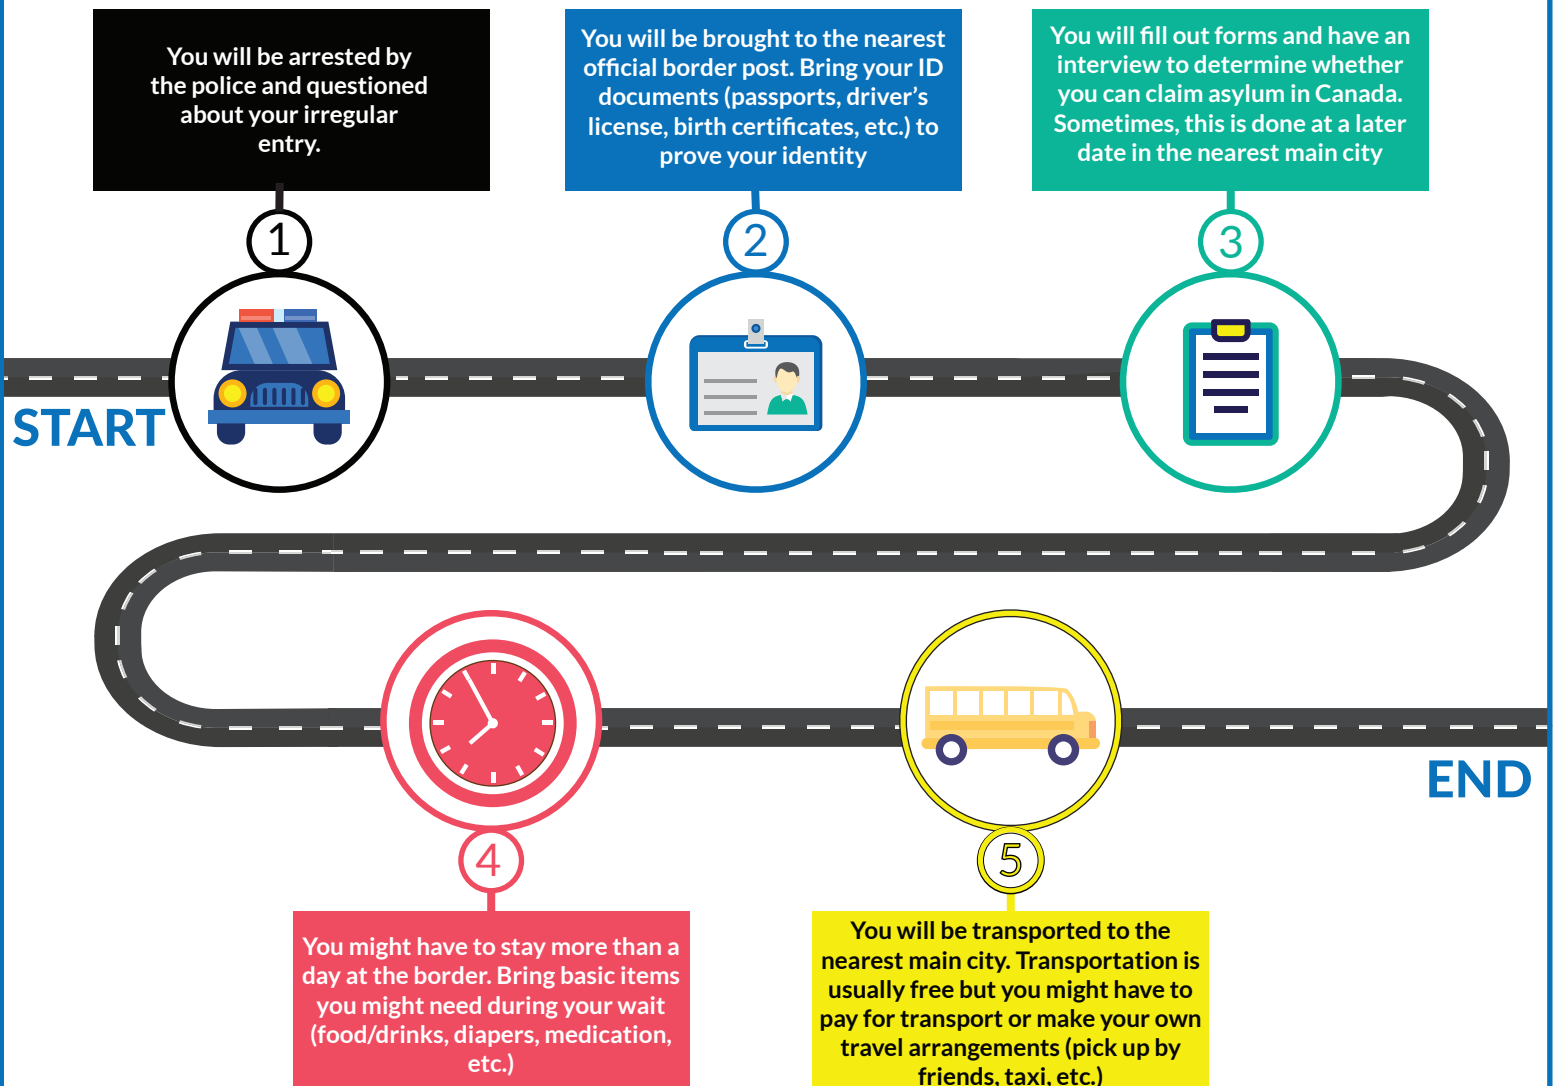 You will be arrested by
the police and questioned
about your irregular
entry.
You will be brought to the nearest
official border post. Bring your ID
documents (passports, driver’s
license, birth certificates, etc.) to
prove your identity
You will fill out forms and have an
interview to determine whether
you can claim asylum in Canada.
Sometimes, this is done at a later
date in the nearest main city
1
2
3
START
END
4
5
You might have to stay more than a
day at the border. Bring basic items
you might need during your wait
(food/drinks, diapers, medication,
etc.)
You will be transported to the
nearest main city. Transportation is
usually free but you might have to
pay for transport or make your own
travel arrangements (pick up by
friends, taxi, etc.)